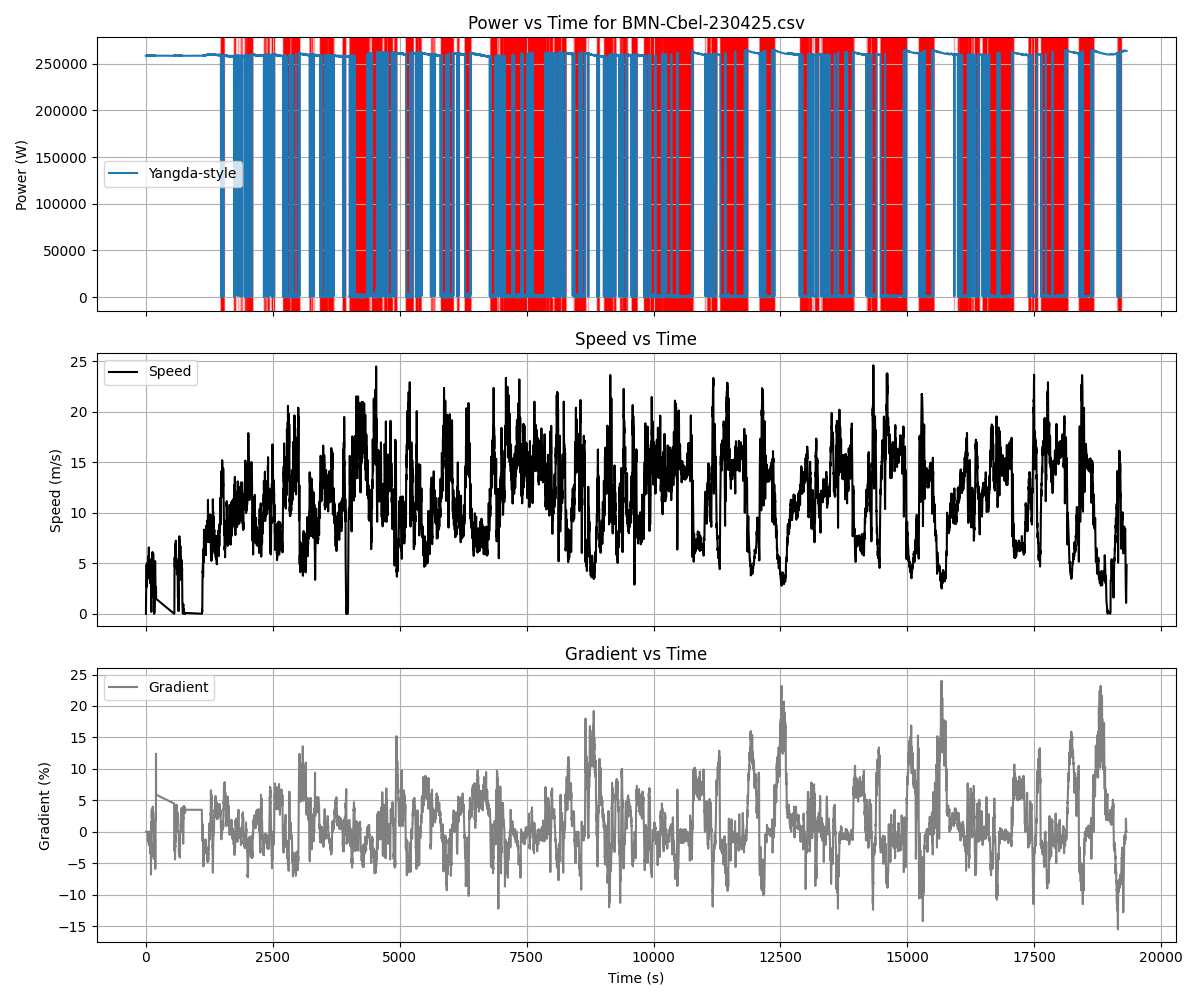 Power vs Time for BMN-Cbel-230425.csv
250000
200000
150000
100000
50000
0
Power (W)
Yangda-style
Speed vs Time
25
20
15
10
5
0
Speed (m/s)
Speed
Gradient vs Time
25
20
15
10
5
0
−5
−10
−15
Gradient (%)
Gradient
0 2500 5000 7500 10000 12500 15000 17500 20000
Time (s)